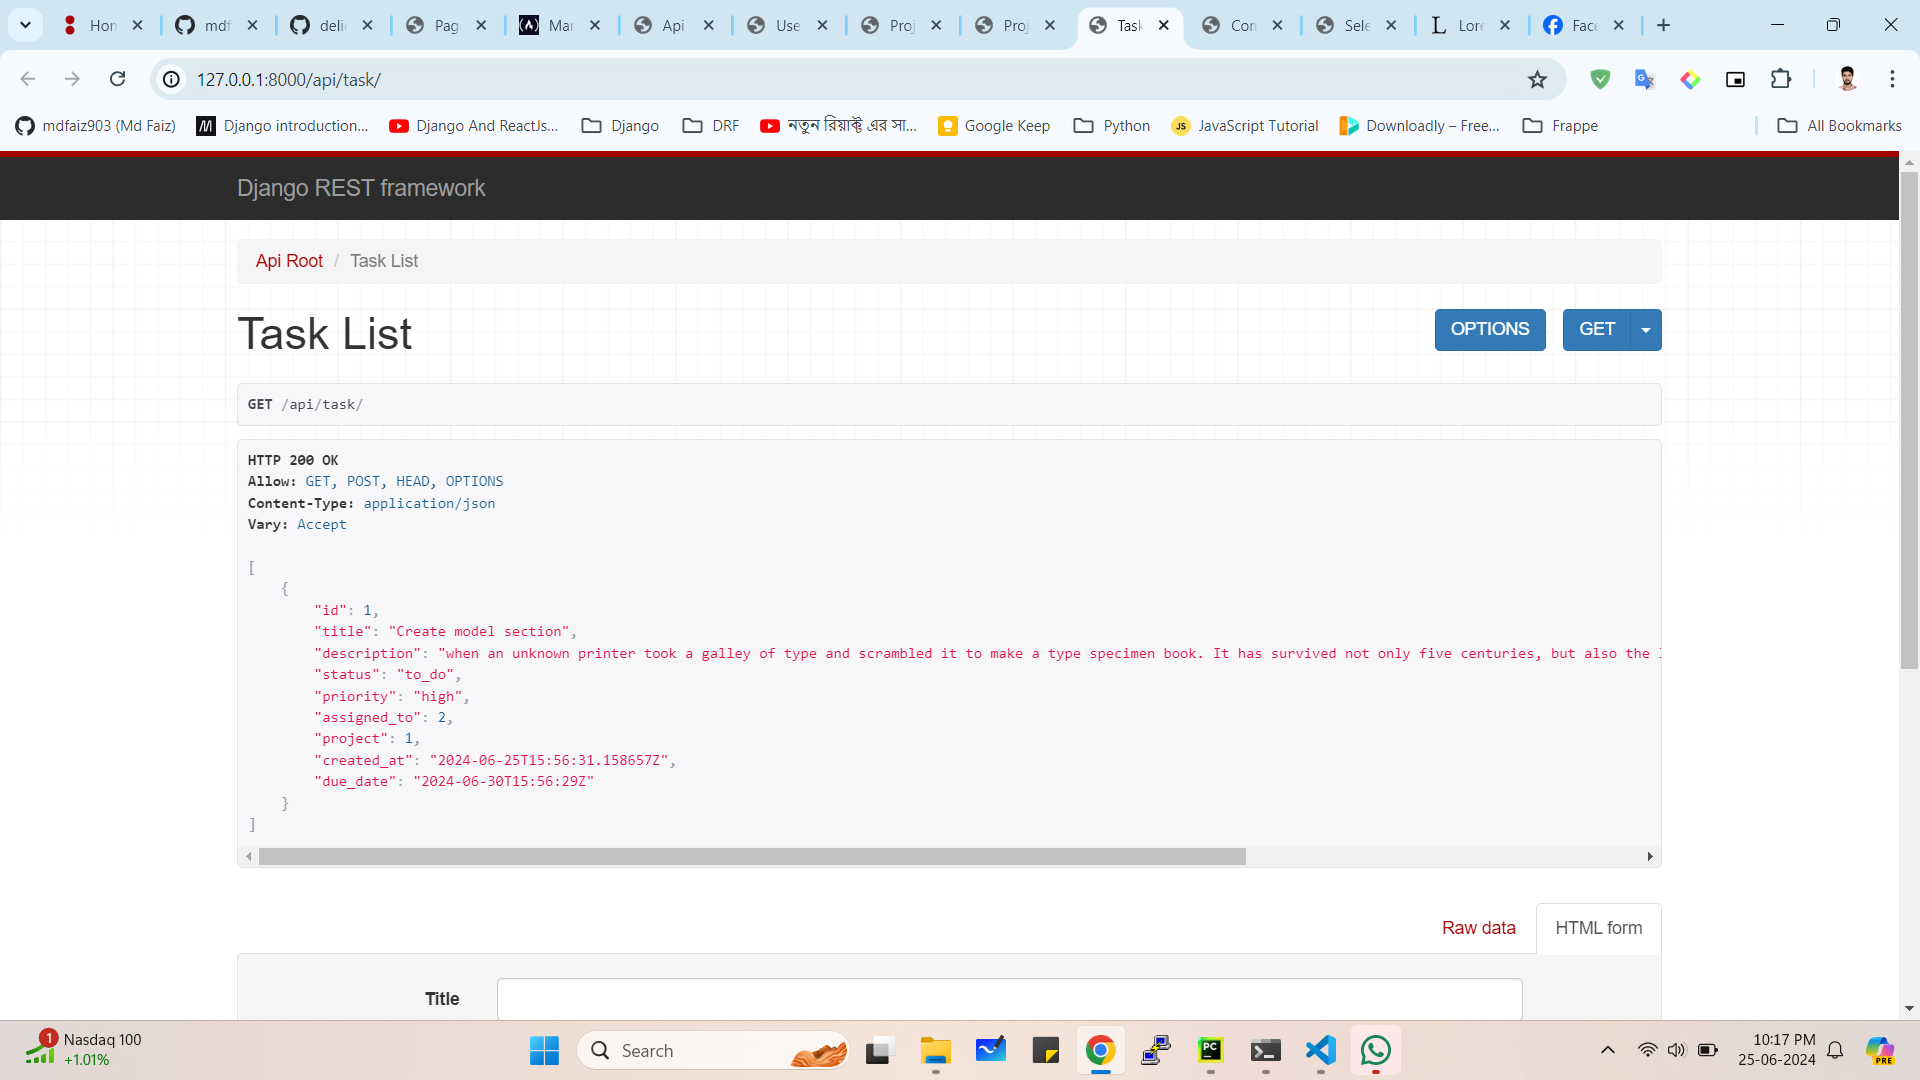 Hon
mdf
deli
Pag
Mar
Api
Use
Proj
Proj
Task
Con
Sele
Lore
Face
127.0.0.1:8000/api/task/
mdfaiz903 (Md Faiz)
Django introduction...
Django And ReactJs...
Django
DRF
নতুন রিয়াক্ট এর সা...
Google Keep
Python
JS
JavaScript Tutorial
Downloadly – Free...
Frappe
All Bookmarks
Django REST framework
Api Root / Task List
Task List
OPTIONS
GET
GET /api/task/
HTTP 200 OK
Allow: GET, POST, HEAD, OPTIONS
Content-Type: application/json
Vary: Accept
[
{
"id": 1,
"title": "Create model section",
"description": "when an unknown printer took a galley of type and scrambled it to make a type specimen book. It has survived not only five centuries, but also the
"status": "to_do",
"priority": "high",
"assigned_to": 2,
"project": 1,
"created_at": "2024-06-25T15:56:31.158657Z",
"due_date": "2024-06-30T15:56:29Z"
}
]
Raw data
HTML form
Title
1
Nasdaq 100
+1.01%
Search
PC
PRE
10:17 PM
25-06-2024